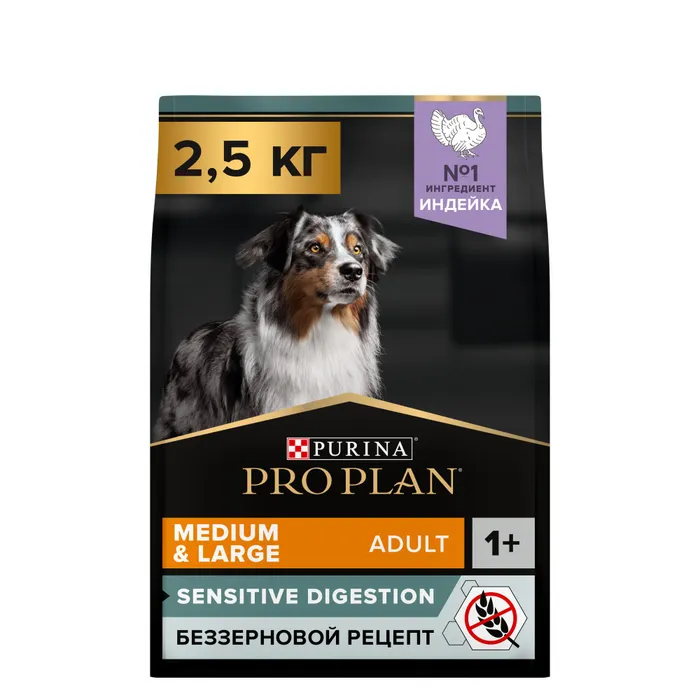 2,5 КГ
№1
ИНГРЕДИЕНТ
ИНДЕЙКА
PURINA®
PRO PLAN®
MEDIUM
& LARGE
ADULT
1+
SENSITIVE DIGESTION
БЕЗЗЕРНОВОЙ РЕЦЕПТ